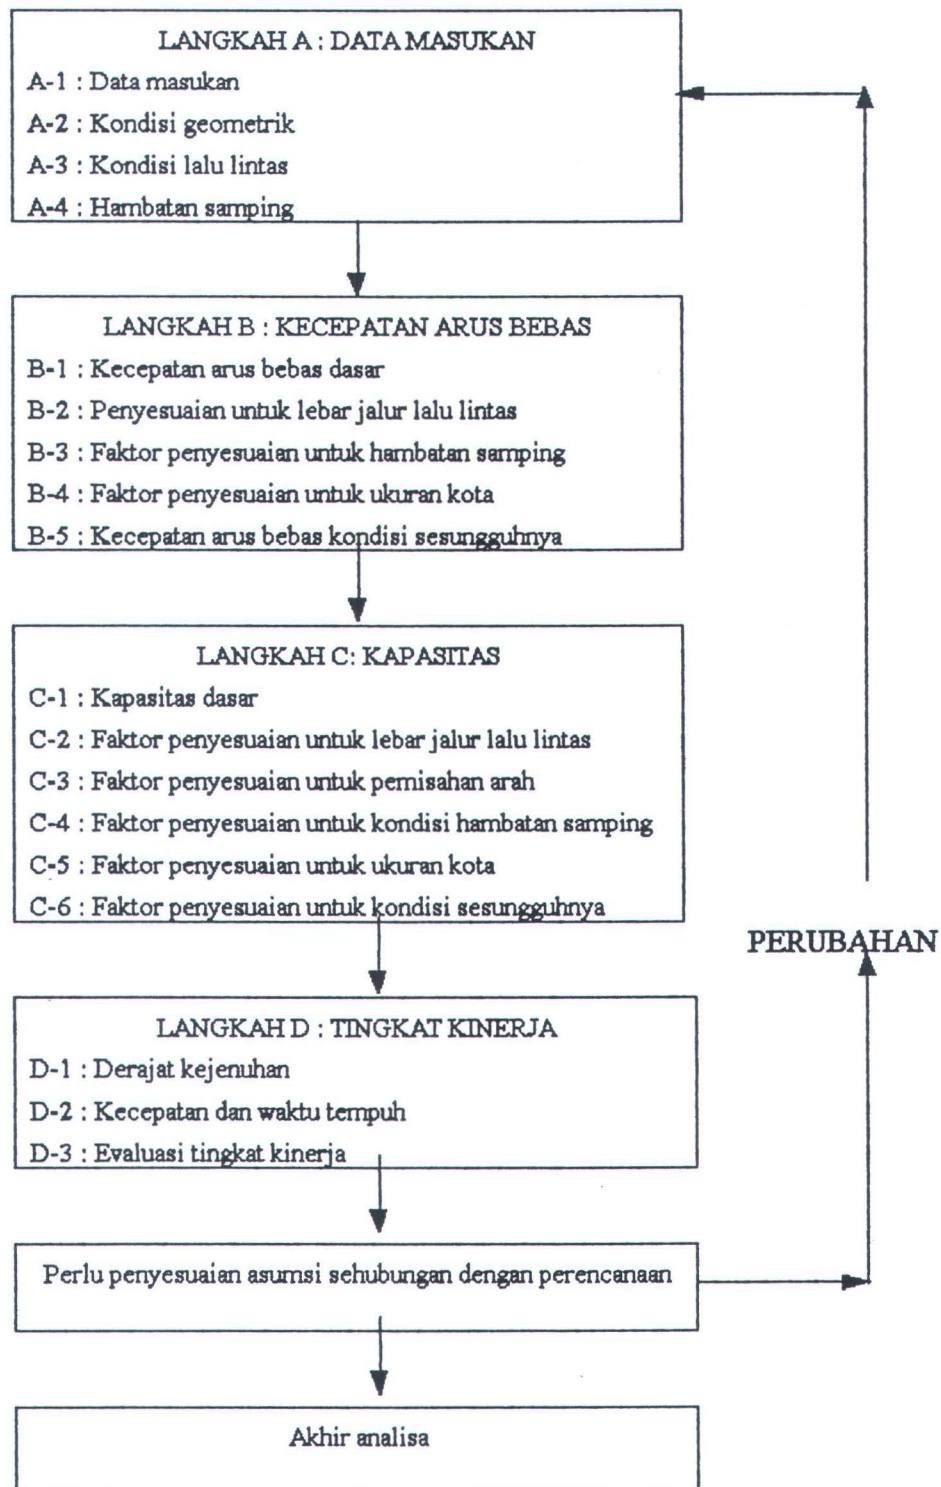 LANGKAH A : DATA MASUKAN
A-1 : Data masukan
A-2 : Kondisi geometrik
A-3 : Kondisi lalu lintas
A-4 : Hambatan samping
LANGKAH B : KECEPATAN ARUS BEBAS
B-1 : Kecepatan arus bebas dasar
B-2 : Penyesuaian untuk lebar jalur lalu lintas
B-3 : Faktor penyesuaian untuk hambatan samping
B-4 : Faktor penyesuaian untuk ukuran kota
B-5 : Kecepatan arus bebas kondisi sesungguhnya
LANGKAH C: KAPASITAS
C-1 : Kapasitas dasar
C-2 : Faktor penyesuaian untuk lebar jalur lalu lintas
C-3 : Faktor penyesuaian untuk pemisahan arah
C-4 : Faktor penyesuaian untuk kondisi hambatan samping
C-5 : Faktor penyesuaian untuk ukuran kota
C-6 : Faktor penyesuaian untuk kondisi sesungguhnya
PERUBAHAN
LANGKAH D : TINGKAT KINERJA
D-1 : Derajat kejenuhan
D-2 : Kecepatan dan waktu tempuh
D-3 : Evaluasi tingkat kinerja
Perlu penyesuaian asumsi sehubungan dengan perencanaan
Akhir analisa